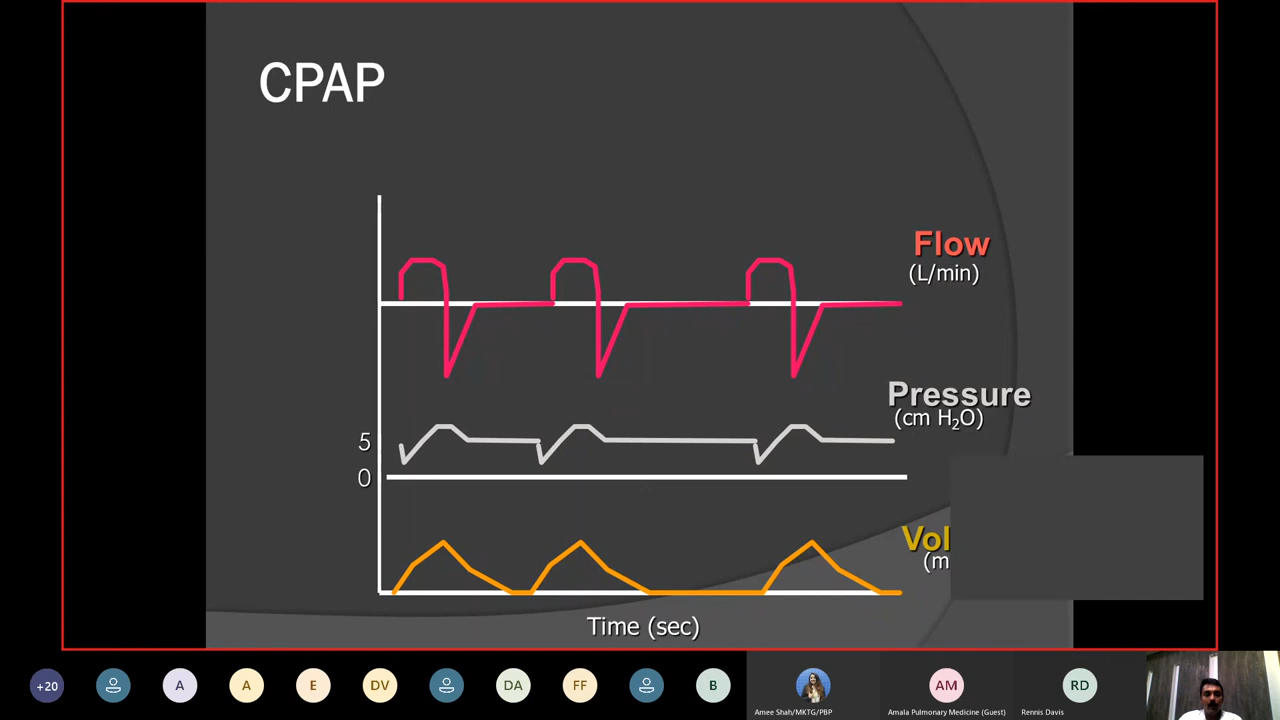 CPAP
Flow
(L/min)
Pressure
(cm H₂O)
5
0
Vol
(m
Time (sec)
+20
A
A
E
DV
DA
FF
B
AM
RD
Amee Shah/MKTG/PBP
Amala Pulmonary Medicine (Guest)
Rennis Davis